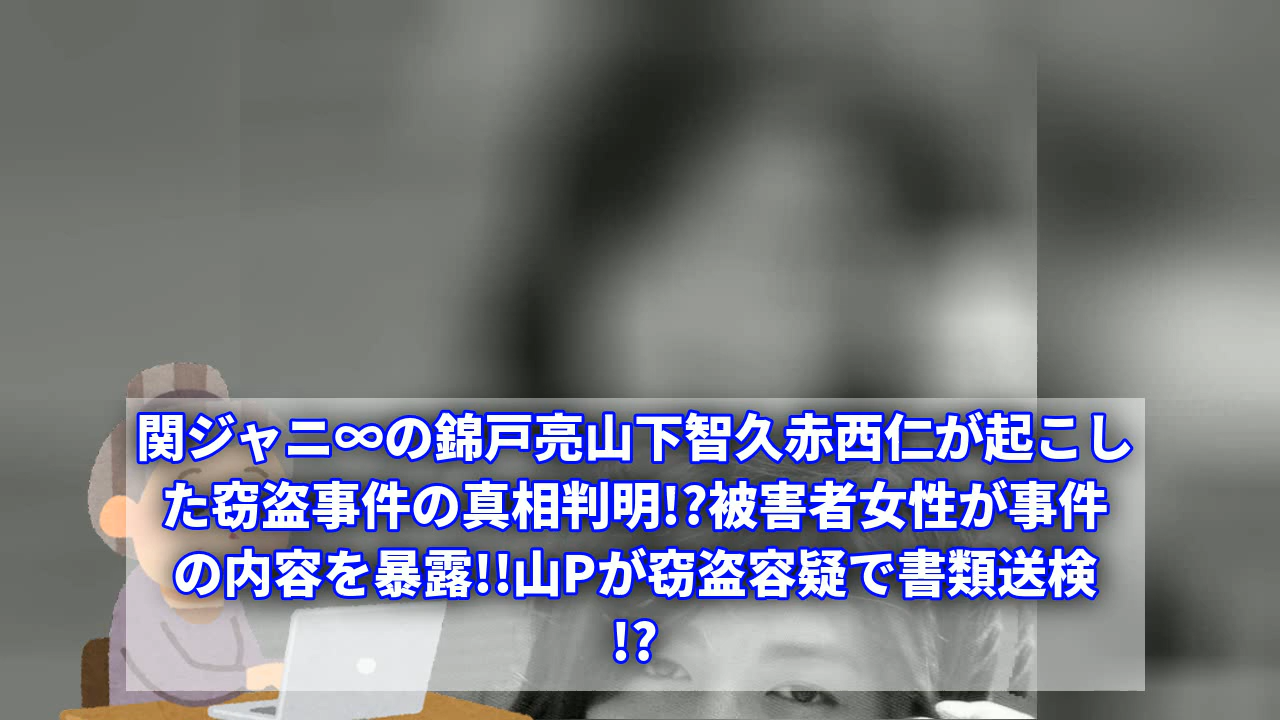 関ジャニ∞の錦戸亮山下智久赤西仁が起こし
た窃盗事件の真相判明!?被害者女性が事件
の内容を暴露!!山Pが窃盗容疑で書類送検
!?